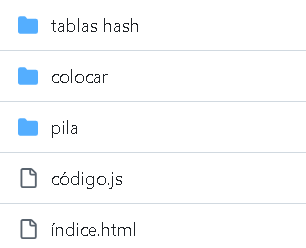 tablas hash
colocar
pila
código.js
índice.html